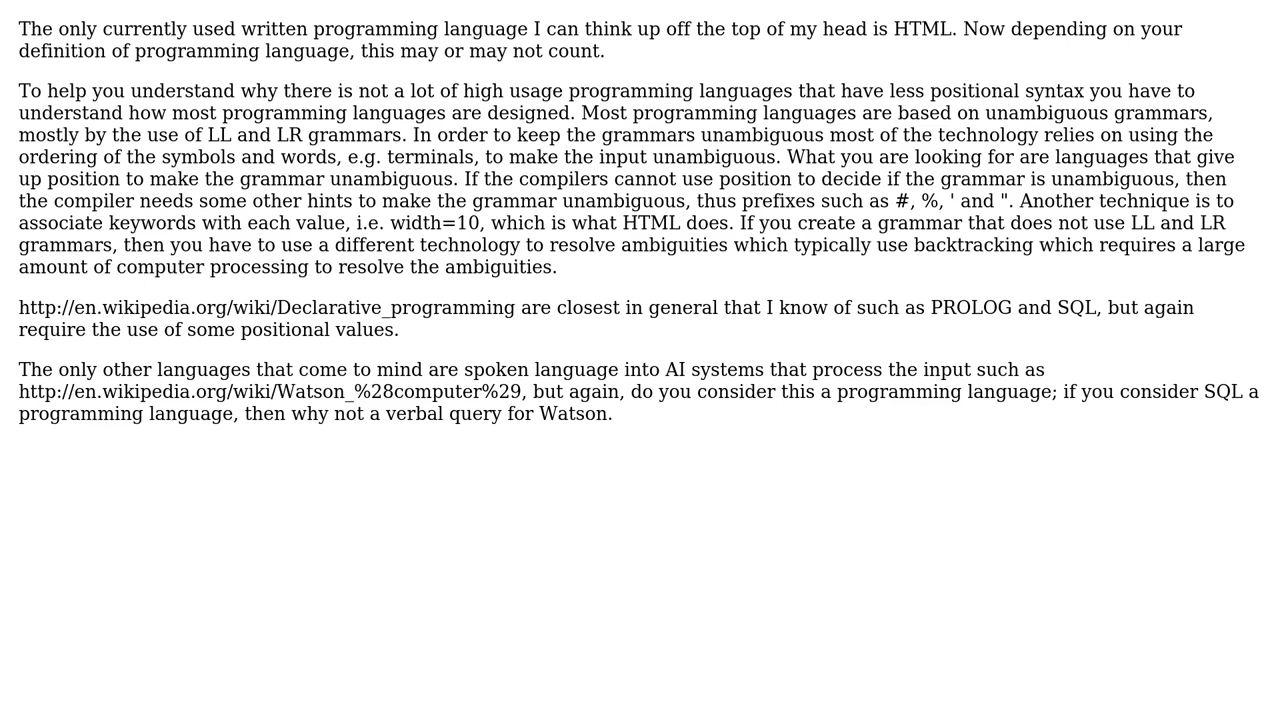 The only currently used written programming language I can think up off the top of my head is HTML. Now depending on your
definition of programming language, this may or may not count.
To help you understand why there is not a lot of high usage programming languages that have less positional syntax you have to
understand how most programming languages are designed. Most programming languages are based on unambiguous grammars,
mostly by the use of LL and LR grammars. In order to keep the grammars unambiguous most of the technology relies on using the
ordering of the symbols and words, e.g. terminals, to make the input unambiguous. What you are looking for are languages that give
up position to make the grammar unambiguous. If the compilers cannot use position to decide if the grammar is unambiguous, then
the compiler needs some other hints to make the grammar unambiguous, thus prefixes such as #, %, ' and ". Another technique is to
associate keywords with each value, i.e. width=10, which is what HTML does. If you create a grammar that does not use LL and LR
grammars, then you have to use a different technology to resolve ambiguities which typically use backtracking which requires a large
amount of computer processing to resolve the ambiguities.
http://en.wikipedia.org/wiki/Declarative_programming are closest in general that I know of such as PROLOG and SQL, but again
require the use of some positional values.
The only other languages that come to mind are spoken language into AI systems that process the input such as
http://en.wikipedia.org/wiki/Watson_%28computer%29, but again, do you consider this a programming language; if you consider SQL a
programming language, then why not a verbal query for Watson.